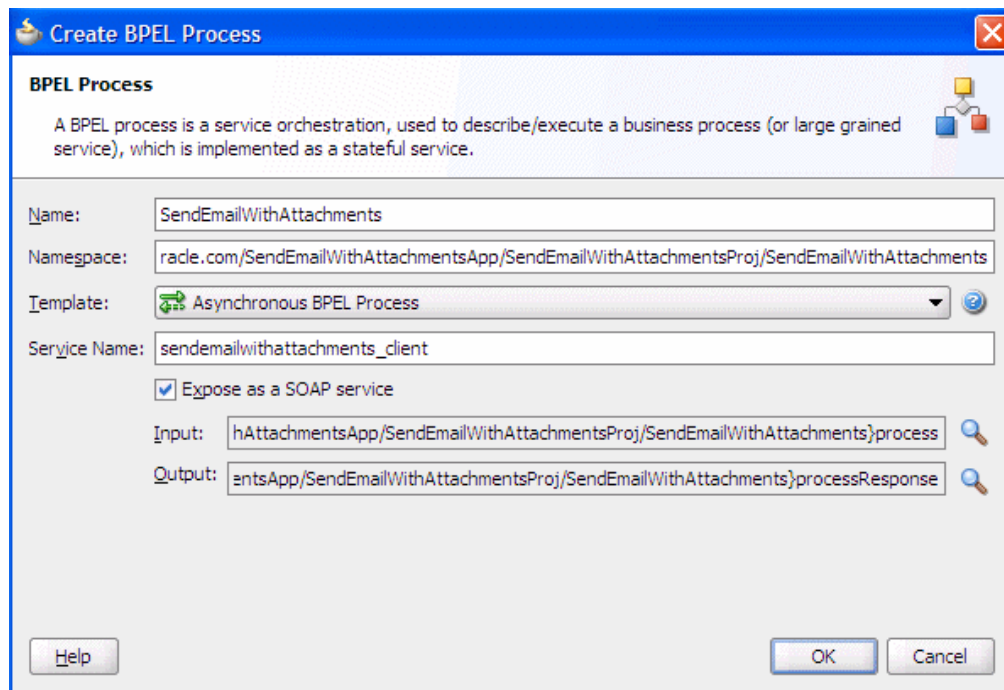 Create BPEL Process
BPEL Process
A BPEL process is a service orchestration, used to describe/execute a business process (or large grained
service), which is implemented as a stateful service.
Name: SendEmailWithAttachments
Namespace: racle.com/SendEmailWithAttachmentsApp/SendEmailWithAttachmentsProj/SendEmailWithAttachments
Template: Asynchronous BPEL Process
Service Name: sendemailwithattachments_client
Expose as a SOAP service
Input: hAttachmentsApp/SendEmailWithAttachmentsProj/SendEmailWithAttachments}process
Output: entsApp/SendEmailWithAttachmentsProj/SendEmailWithAttachments}processResponse
Help OK Cancel